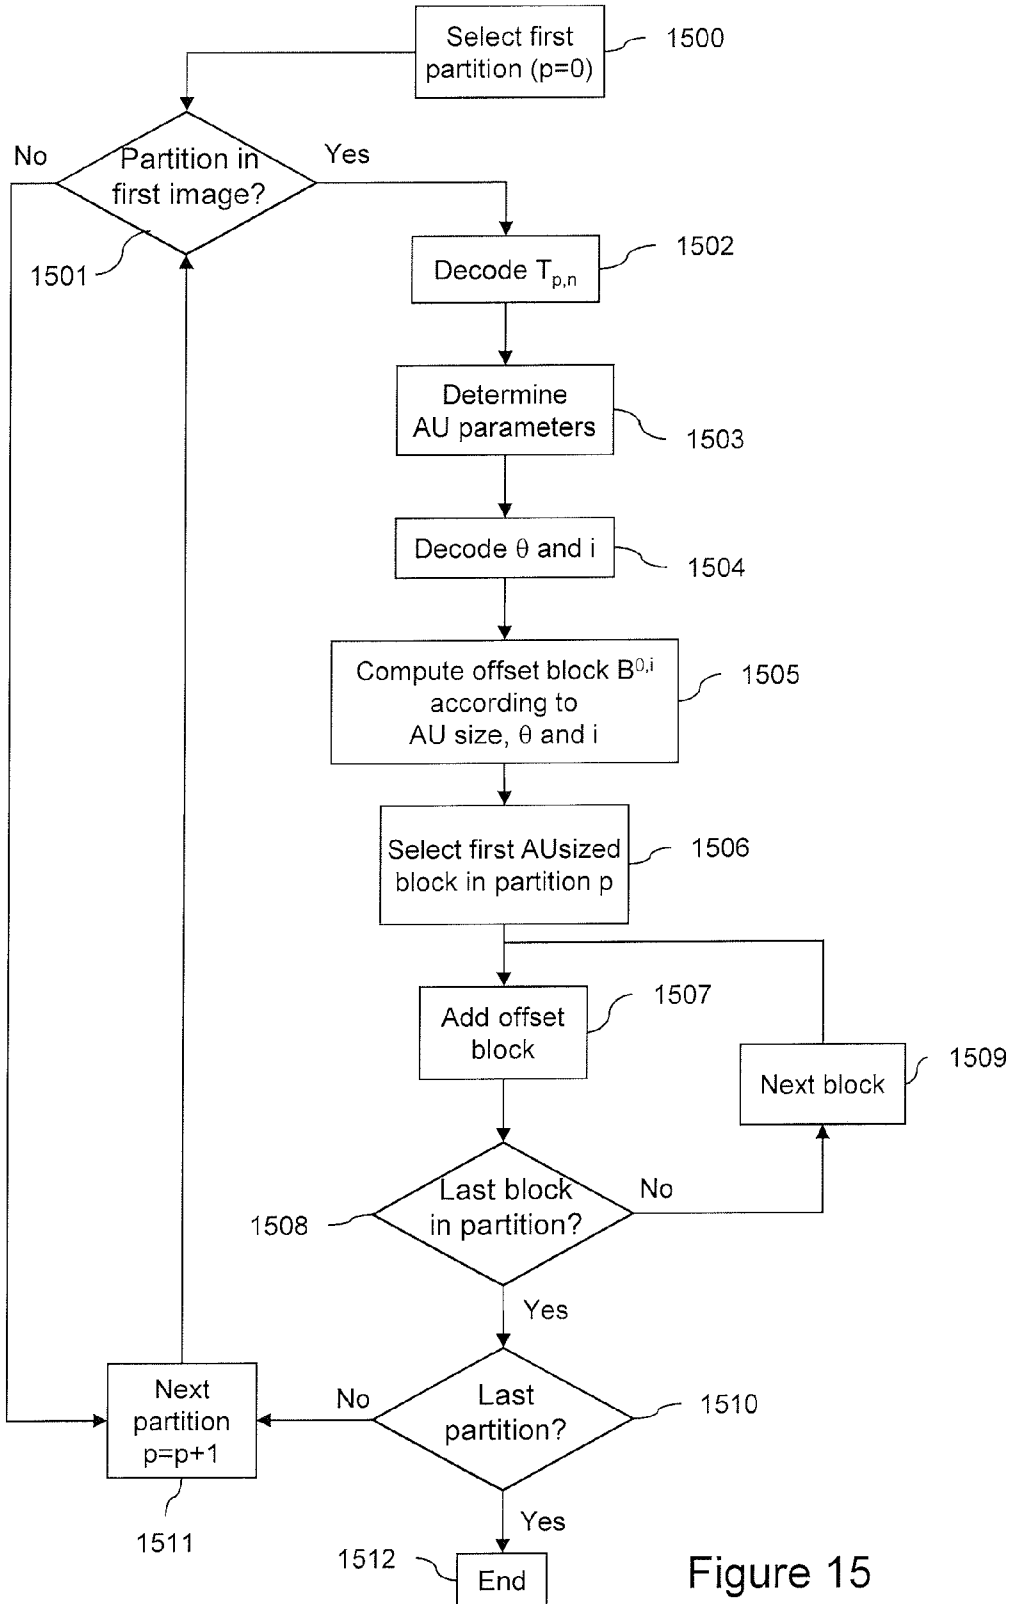 Select first
partition (p=0)
1500
No
Partition in
first image?
Yes
1501
Decode Tp,n
1502
Determine
AU parameters
1503
Decode θ and i
1504
Compute offset block B0,i
according to
AU size, θ and i
1505
Select first AUsized
block in partition p
1506
Add offset
block
1507
Next block
1509
Last block
in partition?
No
1508
Yes
Next
partition
p=p+1
No
Last
partition?
1510
1511
Yes
1512
End
Figure 15